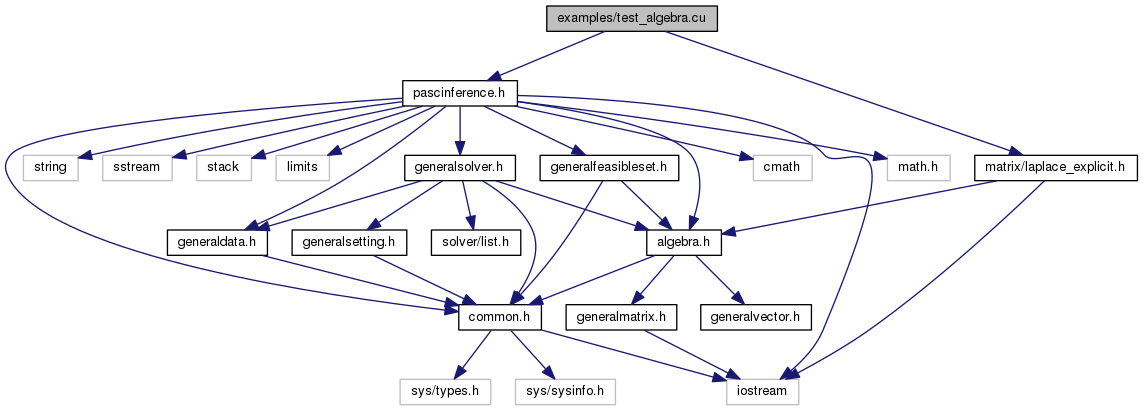 examples/test_algebra.cu
pascinference.h
string
sstream
stack
limits
generalsolver.h
generalfeasibleset.h
cmath
math.h
matrix/laplace_explicit.h
generaldata.h
generalsetting.h
solver/list.h
algebra.h
common.h
generalmatrix.h
generalvector.h
sys/types.h
sys/sysinfo.h
iostream